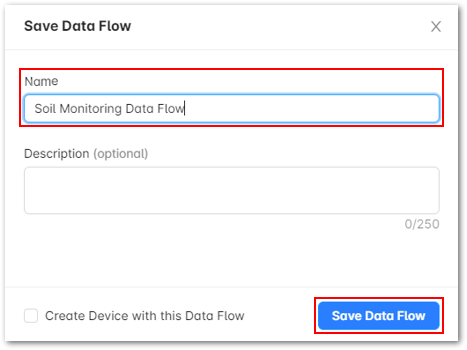 Save Data Flow
Name
Soil Monitoring Data Flow
Description (optional)
0/250
Create Device with this Data Flow
Save Data Flow